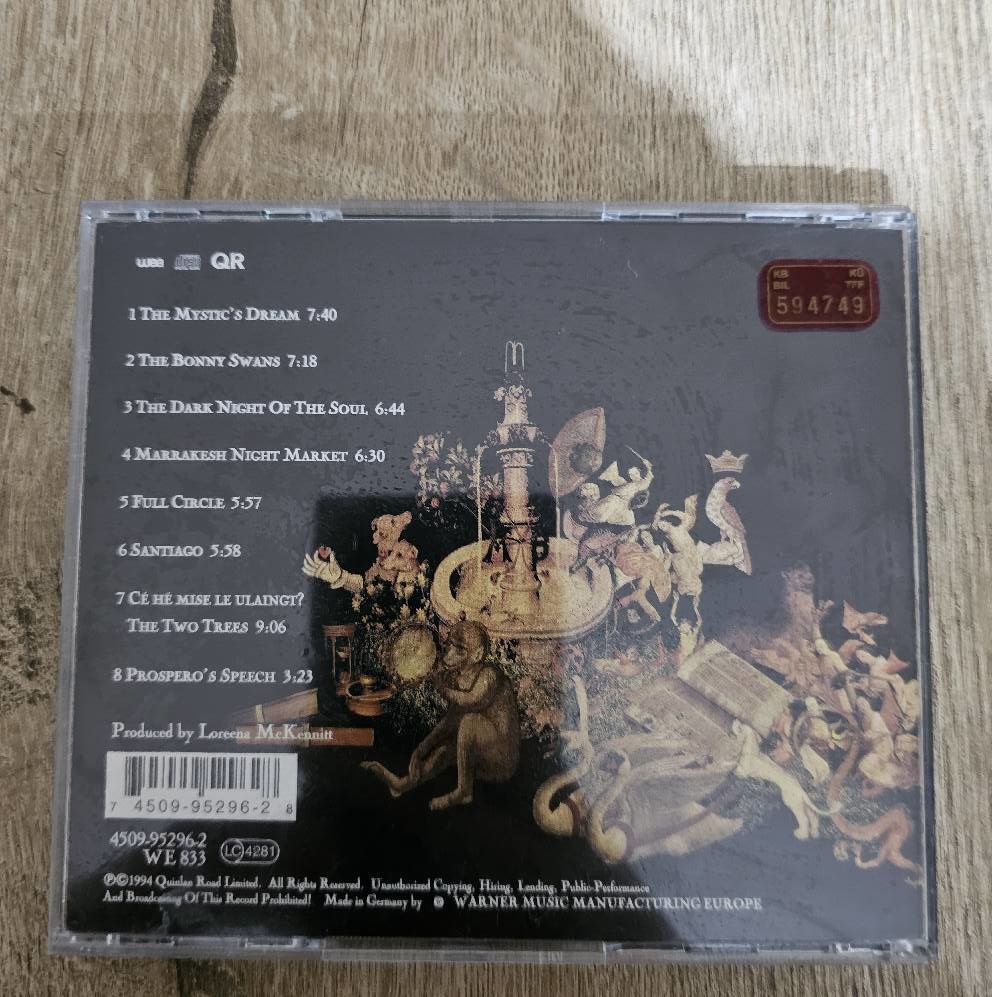 wea disc QR
KB KÜ
BIL TFF
594749
1 The Mystic's Dream 7:40
2 The Bonny Swans 7:18
3 The Dark Night Of The Soul 6:44
4 Marrakesh Night Market 6:30
5 Full Circle 5:57
6 Santiago 5:58
7 Cé hé mise le ulaingt?
The Two Trees 9:06
8 Prospero's Speech 3:23
Produced by Loreena McKennitt
7 4509-95296-2 8
4509-95296-2
WE 833
LC 4281
℗©1994 Quinlan Road Limited. All Rights Reserved. Unauthorized Copying, Hiring, Lending, Public Performance
And Broadcasting Of This Record Prohibited! Made in Germany by WARNER MUSIC MANUFACTURING EUROPE